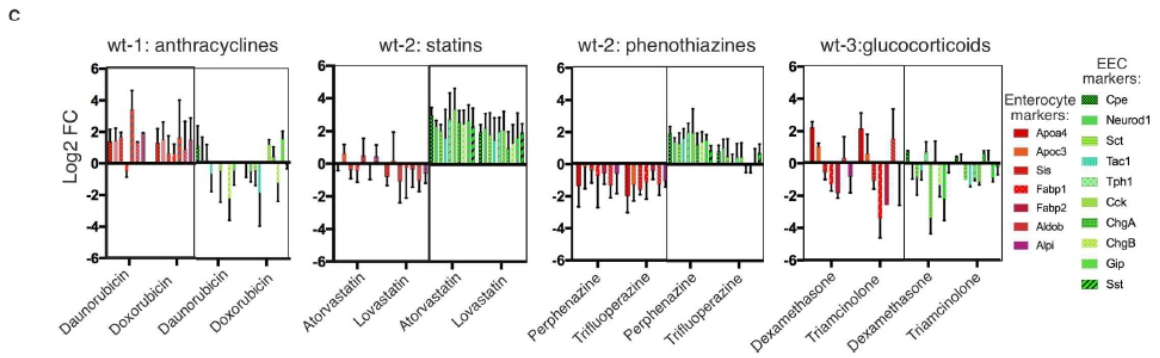 c
wt-1: anthracyclines
wt-2: statins
wt-2: phenothiazines
wt-3:glucocorticoids
Log2 FC
6
4
2
0
-2
-4
-6
6
4
2
0
-2
-4
-6
6
4
2
0
-2
-4
-6
6
4
2
0
-2
-4
-6
Daunorubicin
Doxorubicin
Daunorubicin
Doxorubicin
Atorvastatin
Lovastatin
Atorvastatin
Lovastatin
Perphenazine
Trifluoperazine
Perphenazine
Trifluoperazine
Dexamethasone
Triamcinolone
Dexamethasone
Triamcinolone
Enterocyte
markers:
Apoa4
Apoc3
Sis
Fabp1
Fabp2
Aldob
Alpi
EEC
markers:
Cpe
Neurod1
Sct
Tac1
Tph1
Cck
ChgA
ChgB
Gip
Sst